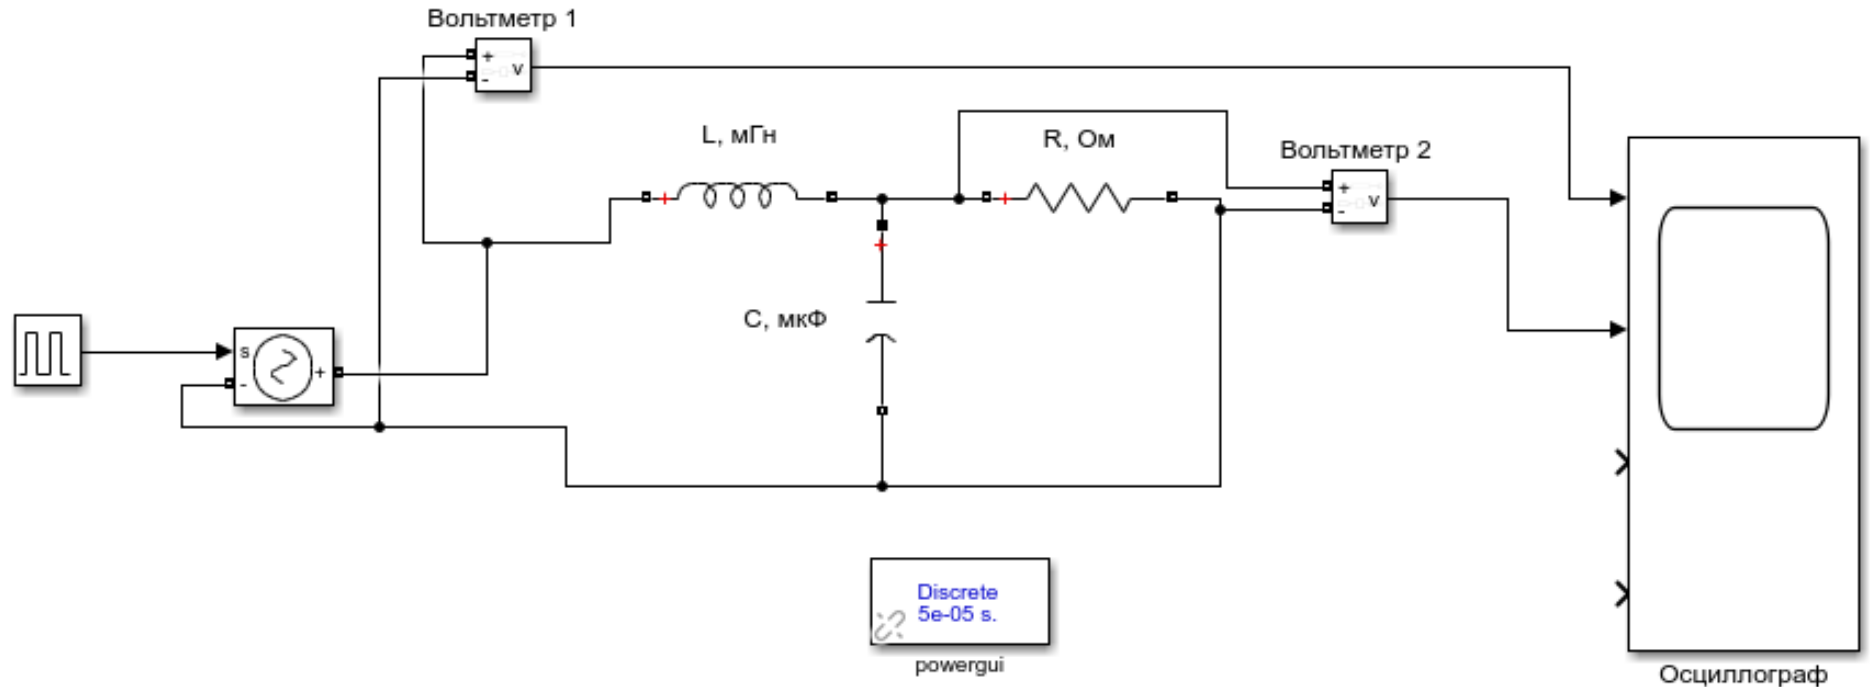 Вольтметр 1
+
- v
L, мГн
R, Ом
Вольтметр 2
+
- v
+
+
+
C, мкФ
s
- +
Discrete
5e-05 s.
powergui
Осциллограф